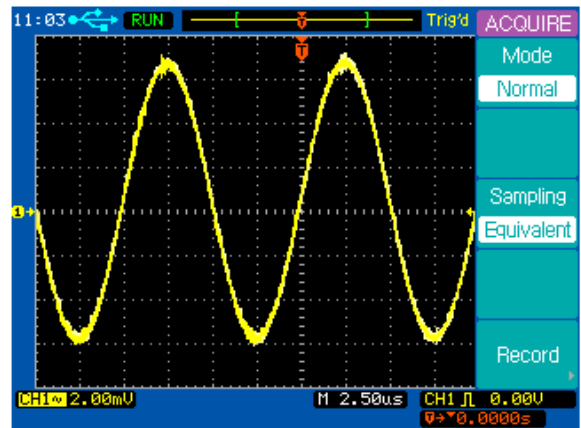 11:03 RUN T Trig'd ACQUIRE
T
Mode
Normal
Sampling
1
Equivalent
Record
CH1~ 2.00mV M 2.50us CH1 0.00V
T→▼0.0000s